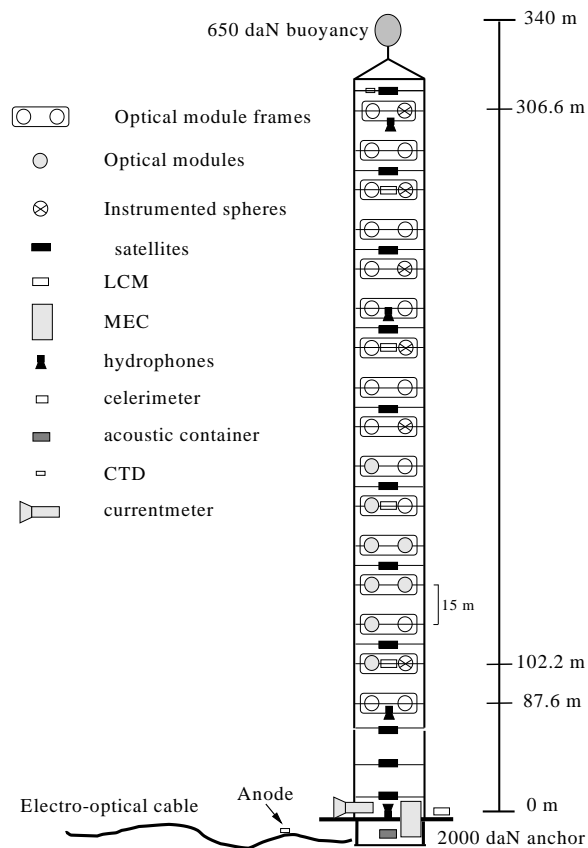 340 m
650 daN buoyancy
306.6 m
Optical module frames
Optical modules
Instrumented spheres
satellites
LCM
MEC
hydrophones
celerimeter
acoustic container
CTD
currentmeter
15 m
102.2 m
87.6 m
Electro-optical cable
Anode
0 m
2000 daN anchor